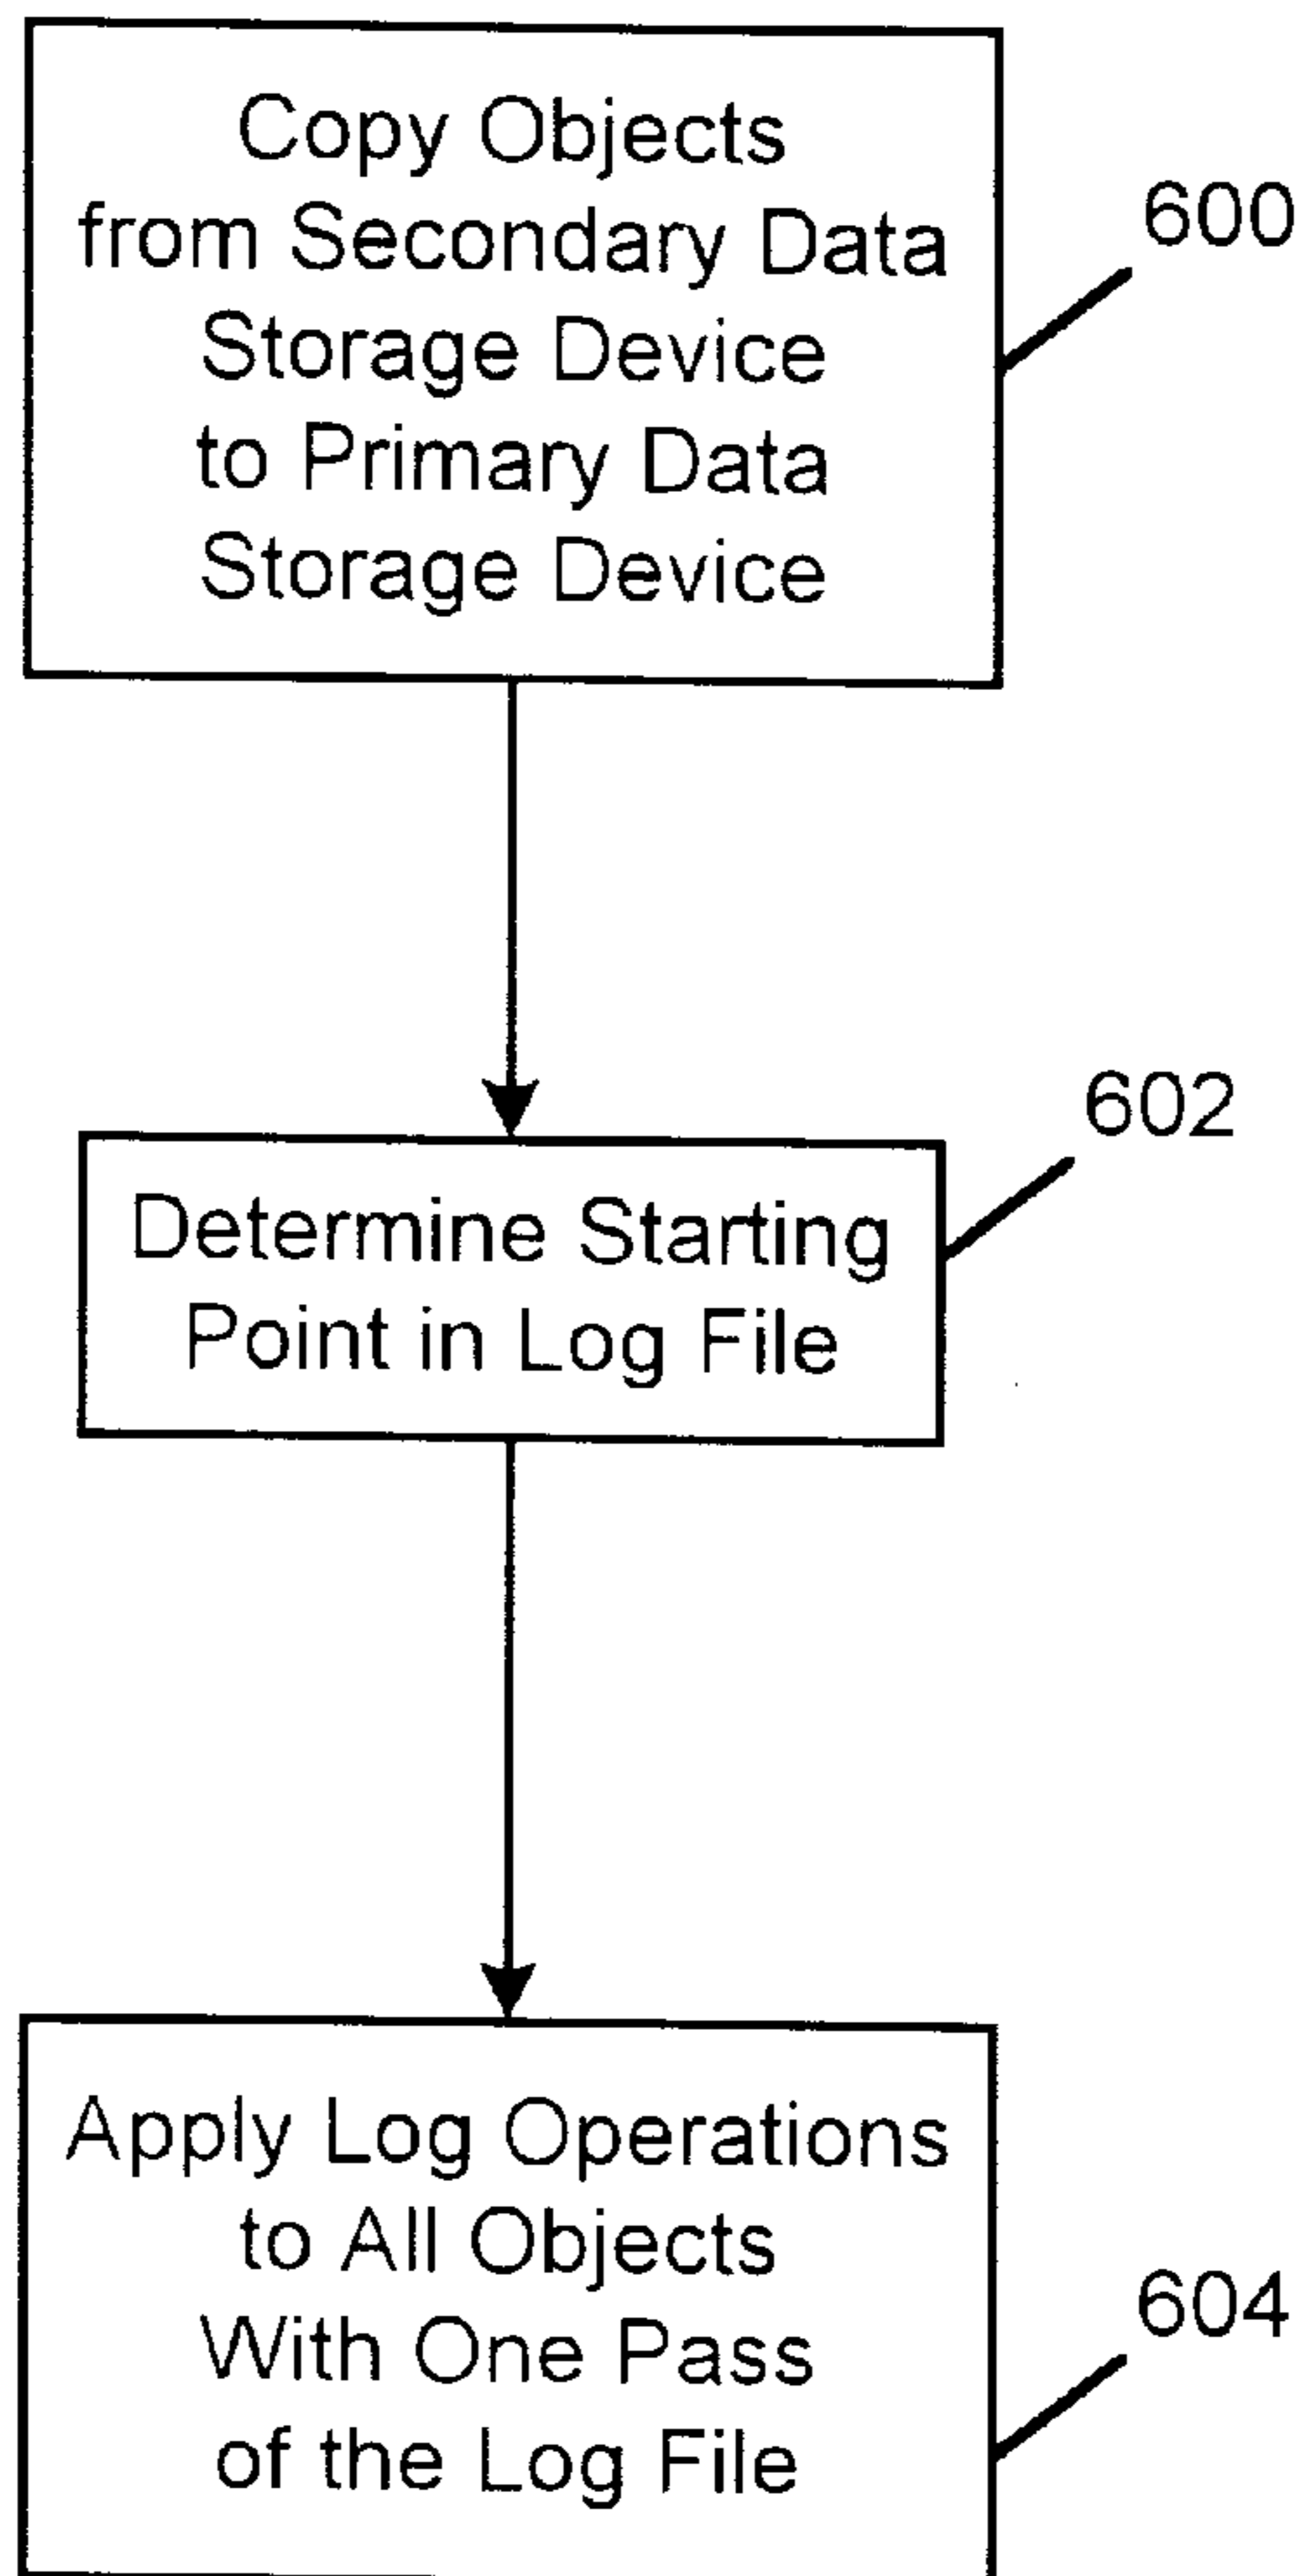 Copy Objects
from Secondary Data
Storage Device
to Primary Data
Storage Device
600
Determine Starting
Point in Log File
602
Apply Log Operations
to All Objects
With One Pass
of the Log File
604